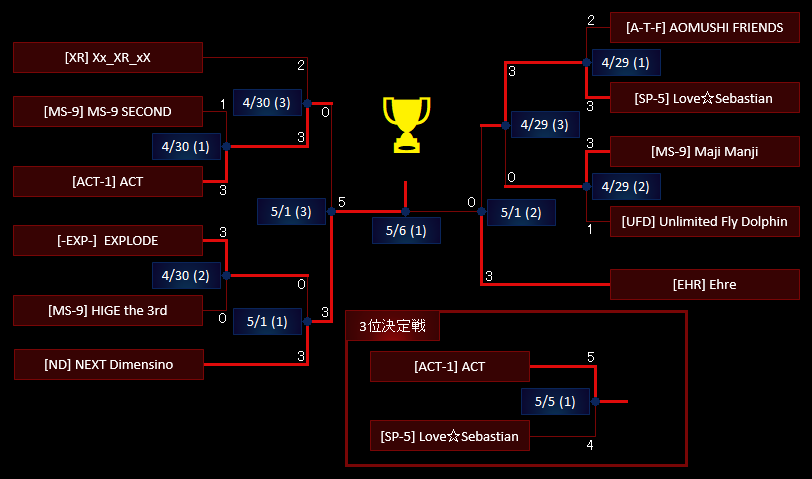 [XR] Xx_XR_xX
2
4/30 (3)
0
[MS-9] MS-9 SECOND
1
4/30 (1)
3
[ACT-1] ACT
3
5/1 (3)
5
[-EXP-] EXPLODE
3
4/30 (2)
0
[MS-9] HIGE the 3rd
0
5/1 (1)
3
[ND] NEXT Dimensino
3
5/6 (1)
2
[A-T-F] AOMUSHI FRIENDS
4/29 (1)
3
3
[SP-5] Love☆Sebastian
4/29 (3)
3
[MS-9] Maji Manji
0
4/29 (2)
1
[UFD] Unlimited Fly Dolphin
0
5/1 (2)
3
[EHR] Ehre
3位決定戦
[ACT-1] ACT
5
5/5 (1)
[SP-5] Love☆Sebastian
4